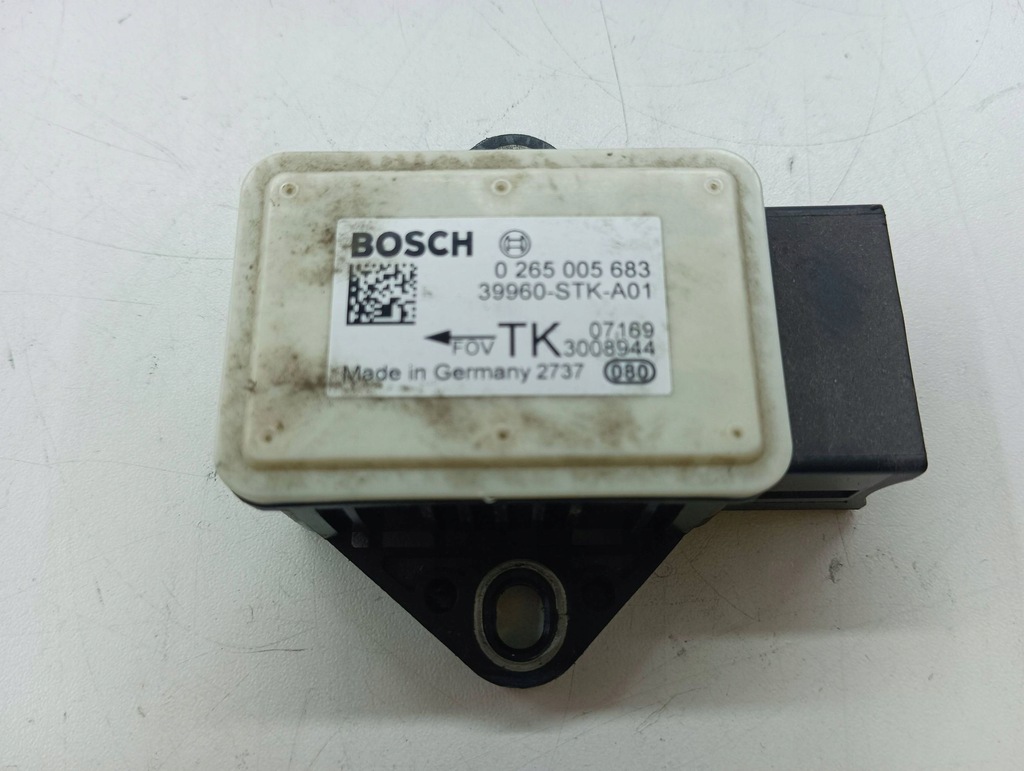 BOSCH
0 265 005 683
39960-STK-A01
FOV TK 07169
3008944
Made in Germany 2737 080